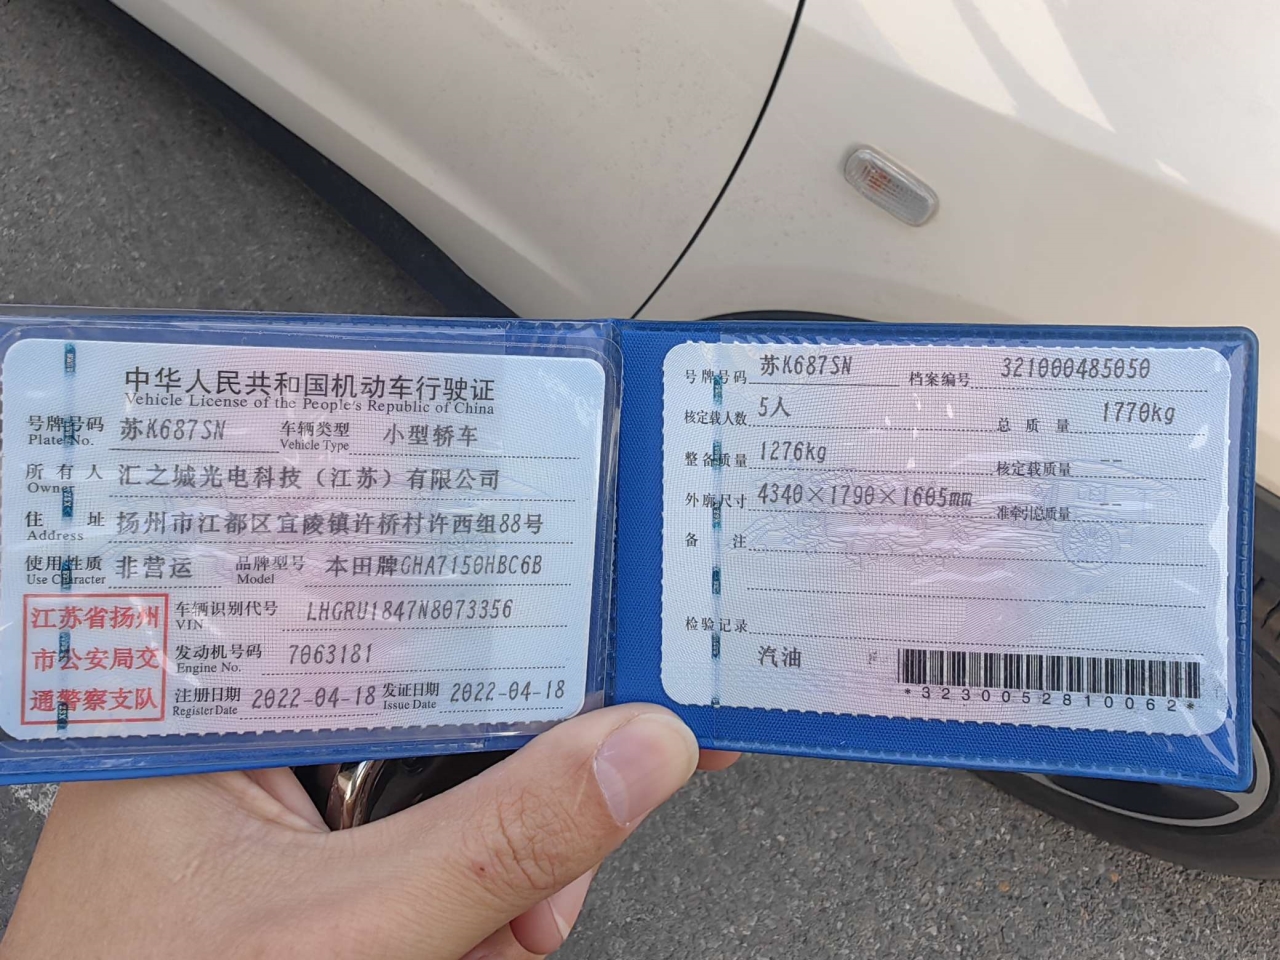 中华人民共和国机动车行驶证
Vehicle License of the People's Republic of China
号牌号码 苏K687SN 车辆类型 小型轿车
Plate No. Vehicle Type
所有人 汇之城光电科技（江苏）有限公司
Owner
住址 扬州市江都区宜陵镇许桥村许西组88号
Address
使用性质 非营运 品牌型号 本田牌GHA7150HBC6B
Use Character Model
江苏省扬州
市公安局交
通警察支队
车辆识别代号 LHGRU1847N8073356
VIN
发动机号码 7063181
Engine No.
注册日期 2022-04-18 发证日期 2022-04-18
Register Date Issue Date
号牌号码 苏K687SN 档案编号 321000485050
核定载人数 5人 总质量 1770kg
整备质量 1276kg 核定载质量 --
外廓尺寸 4340×1790×1605mm 准牵引总质量 --
备注
检验记录
汽油
*3230052810062*